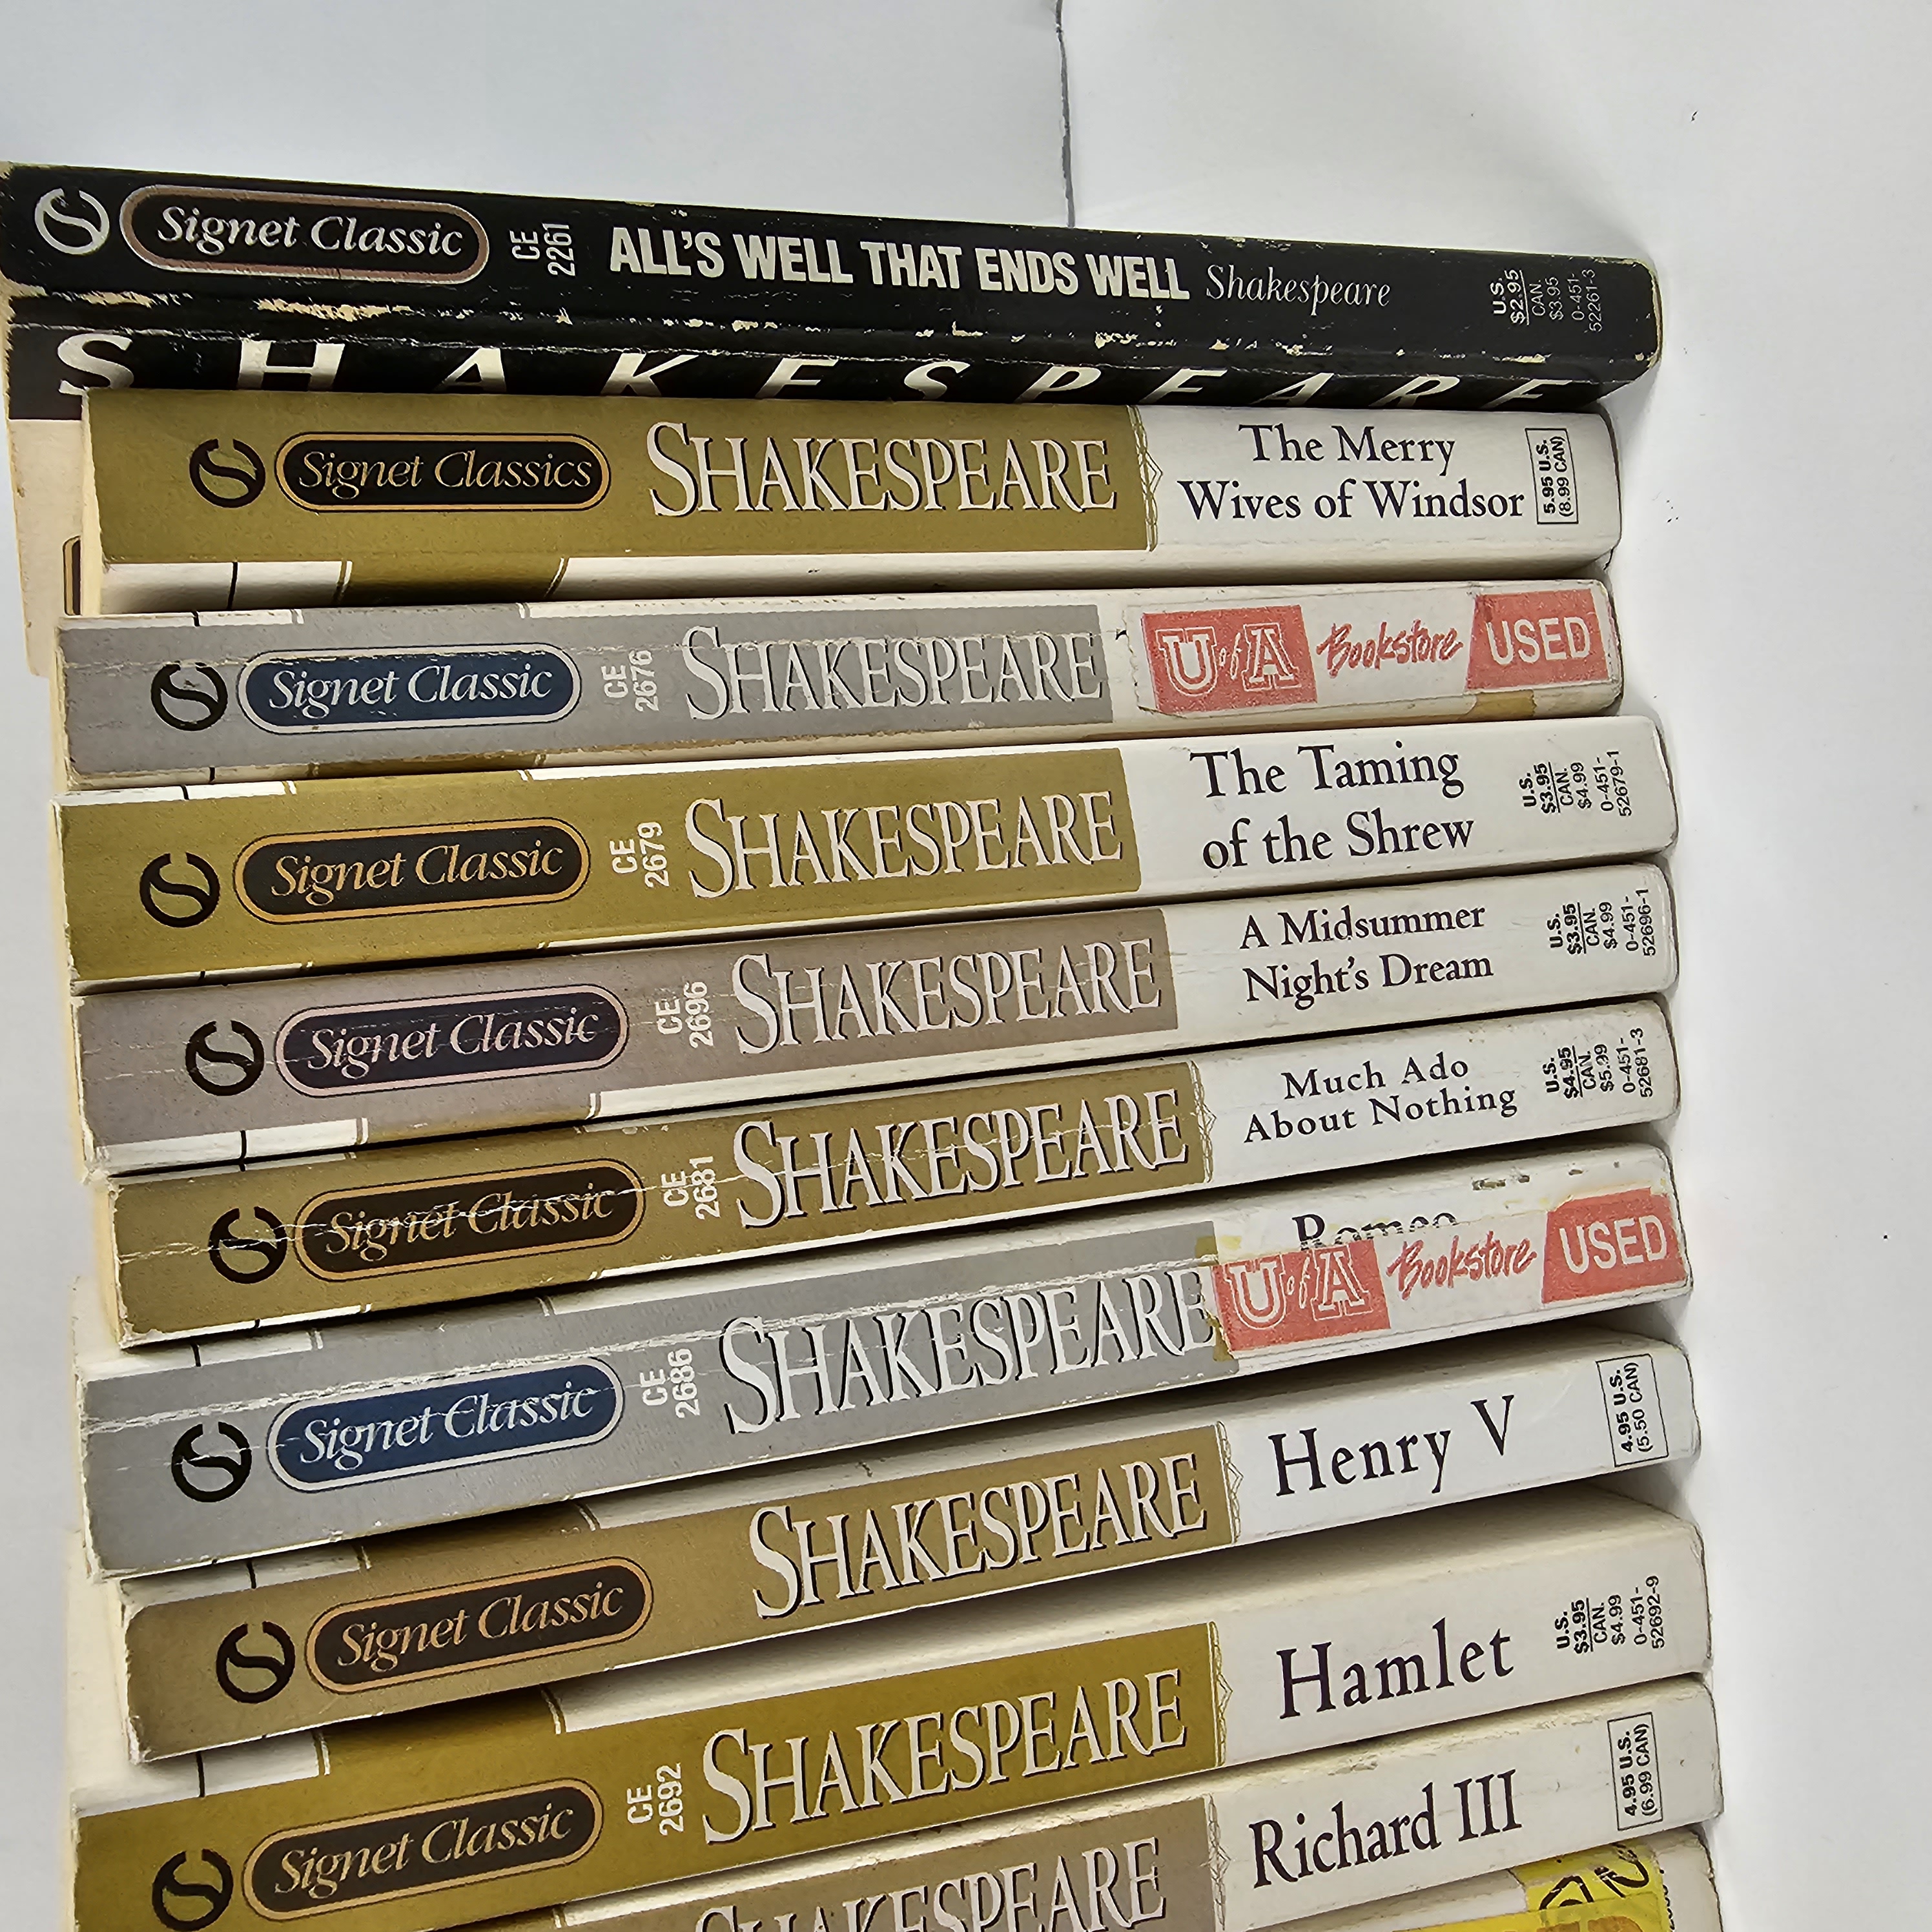 SHAKESPEARE
Richard III
4.95 U.S.
(6.99 CAN)
Signet Classic
CE
2692
SHAKESPEARE
Hamlet
U.S.
$3.95
CAN.
$4.99
0-451-
52692-9
Signet Classic
SHAKESPEARE
Henry V
4.95 U.S.
(5.50 CAN)
Signet Classic
CE
2686
SHAKESPEARE
U of A
Bookstore
USED
Signet Classic
CE
2681
SHAKESPEARE
Much Ado
About Nothing
U.S.
$4.95
CAN.
$5.99
0-451-
52681-3
Signet Classic
CE
2696
SHAKESPEARE
A Midsummer
Night's Dream
U.S.
$3.95
CAN.
$4.99
0-451-
52696-1
Signet Classic
CE
2679
SHAKESPEARE
The Taming
of the Shrew
U.S.
$3.95
CAN.
$4.99
0-451-
52679-1
Signet Classic
CE
2676
SHAKESPEARE
U of A
Bookstore
USED
Signet Classics
SHAKESPEARE
The Merry
Wives of Windsor
5.95 U.S.
(8.99 CAN)
SHAKESPEARE
Signet Classic
CE
2261
ALL'S WELL THAT ENDS WELL Shakespeare
U.S.
$2.95
CAN.
$3.95
0-451-
52261-3